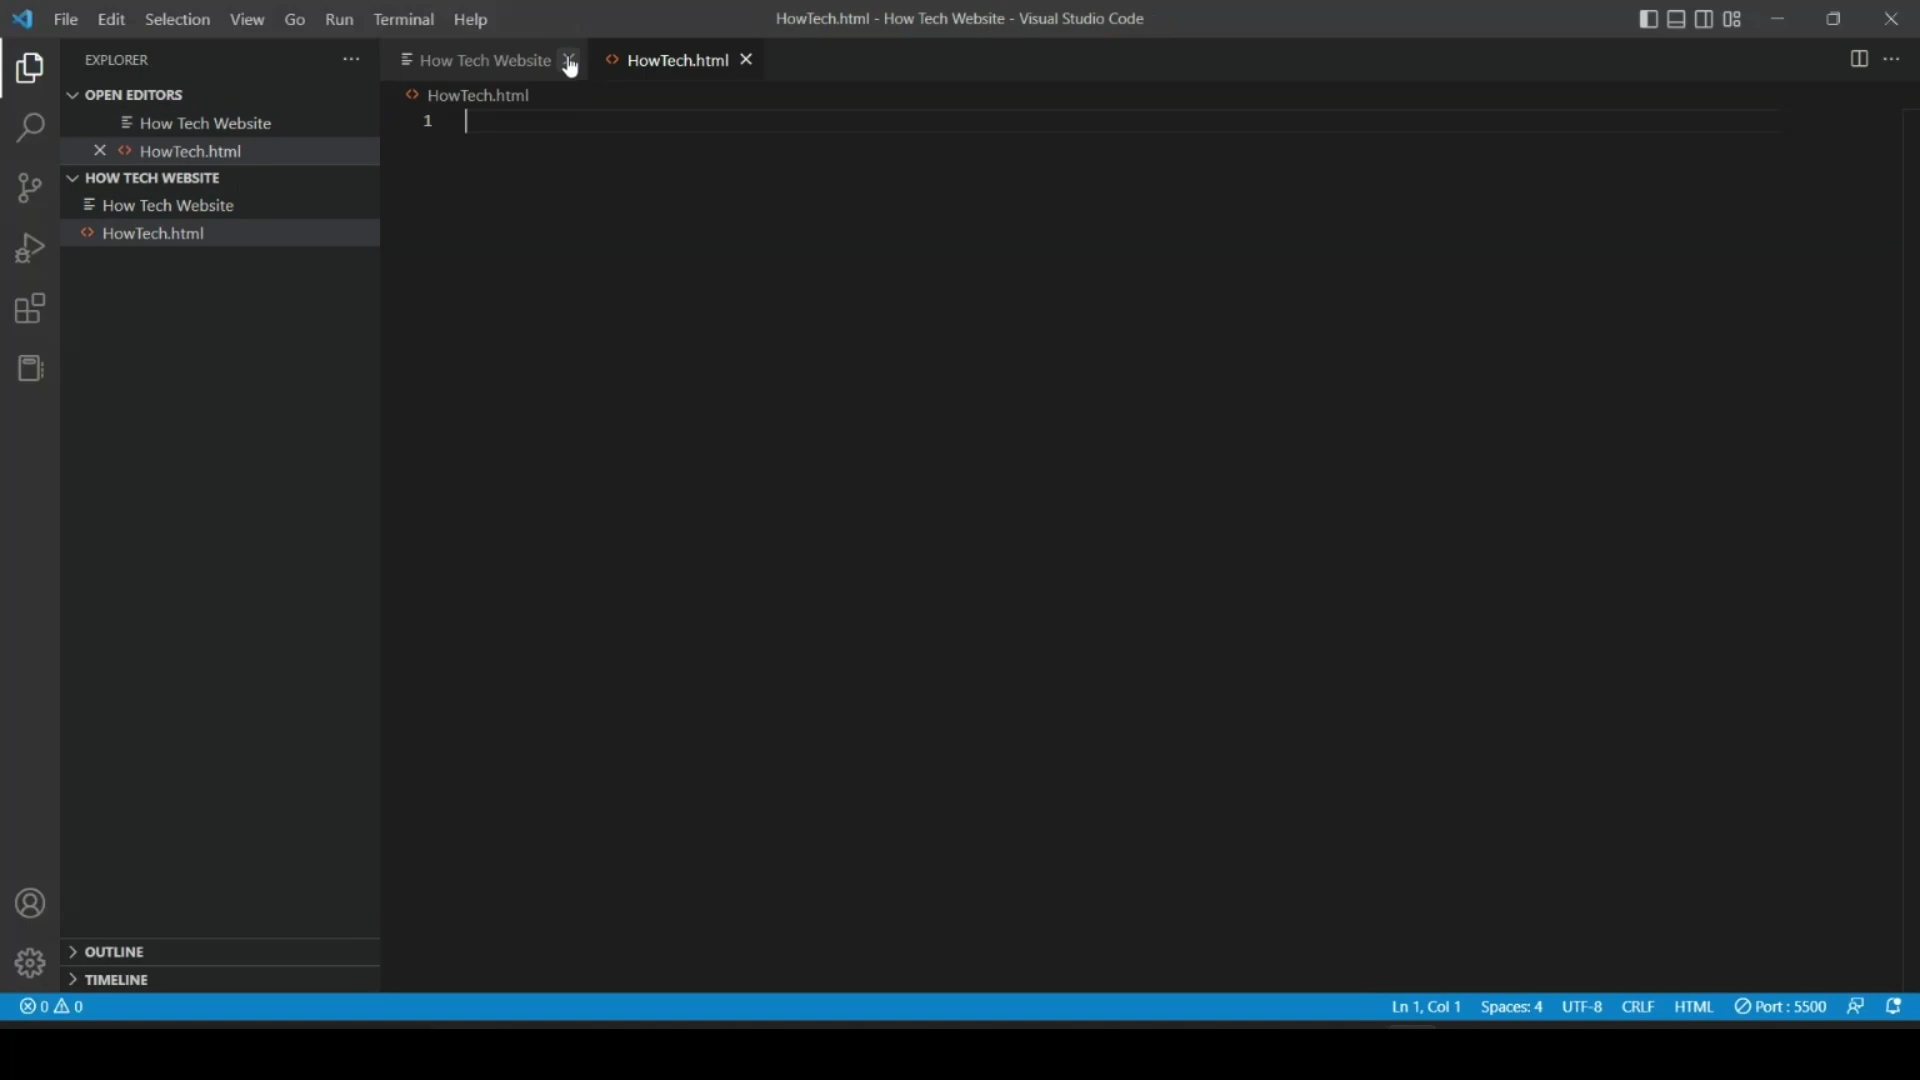 File Edit Selection View Go Run Terminal Help
HowTech.html - How Tech Website - Visual Studio Code
EXPLORER
How Tech Website
HowTech.html
OPEN EDITORS
How Tech Website
HowTech.html
HOW TECH WEBSITE
How Tech Website
HowTech.html
HowTech.html
1
OUTLINE
TIMELINE
0 0
Ln 1, Col 1 Spaces: 4 UTF-8 CRLF HTML Port : 5500